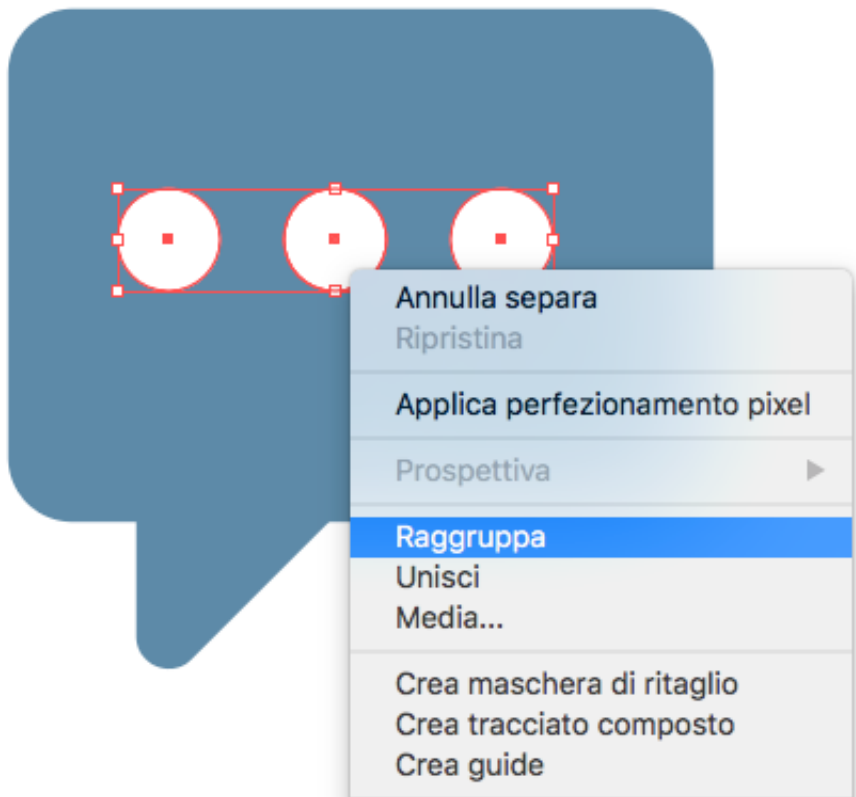 Annulla separa
Ripristina
Applica perfezionamento pixel
Prospettiva
Raggruppa
Unisci
Media...
Crea maschera di ritaglio
Crea tracciato composto
Crea guide